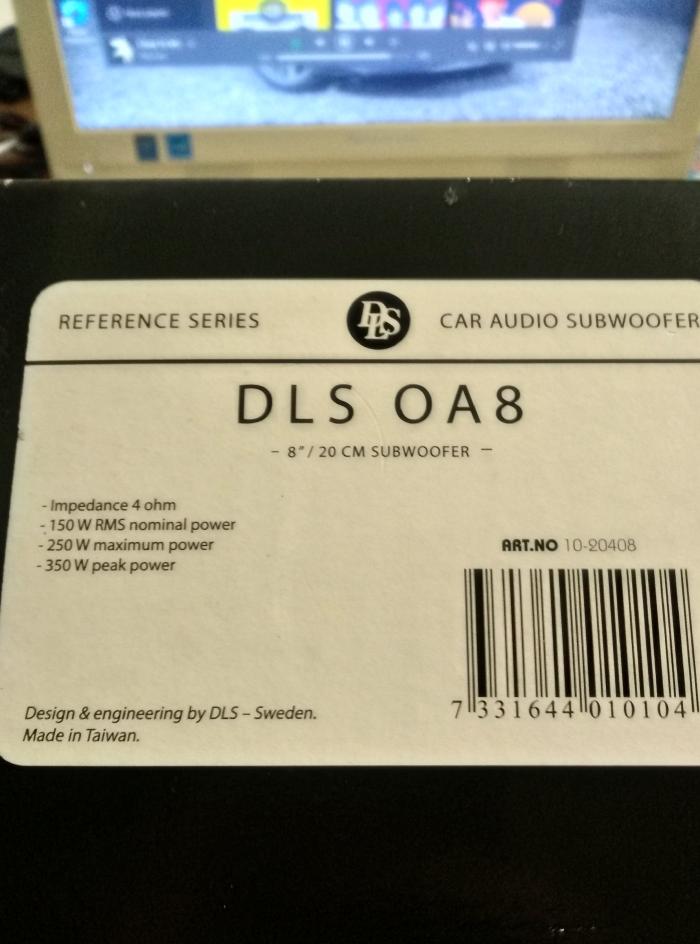 REFERENCE SERIES
DLS
CAR AUDIO SUBWOOFER
DLS OA8
– 8"/ 20 CM SUBWOOFER –
- Impedance 4 ohm
- 150 W RMS nominal power
- 250 W maximum power
- 350 W peak power
ART.NO 10-20408
7 331644 010104
Design & engineering by DLS – Sweden.
Made in Taiwan.